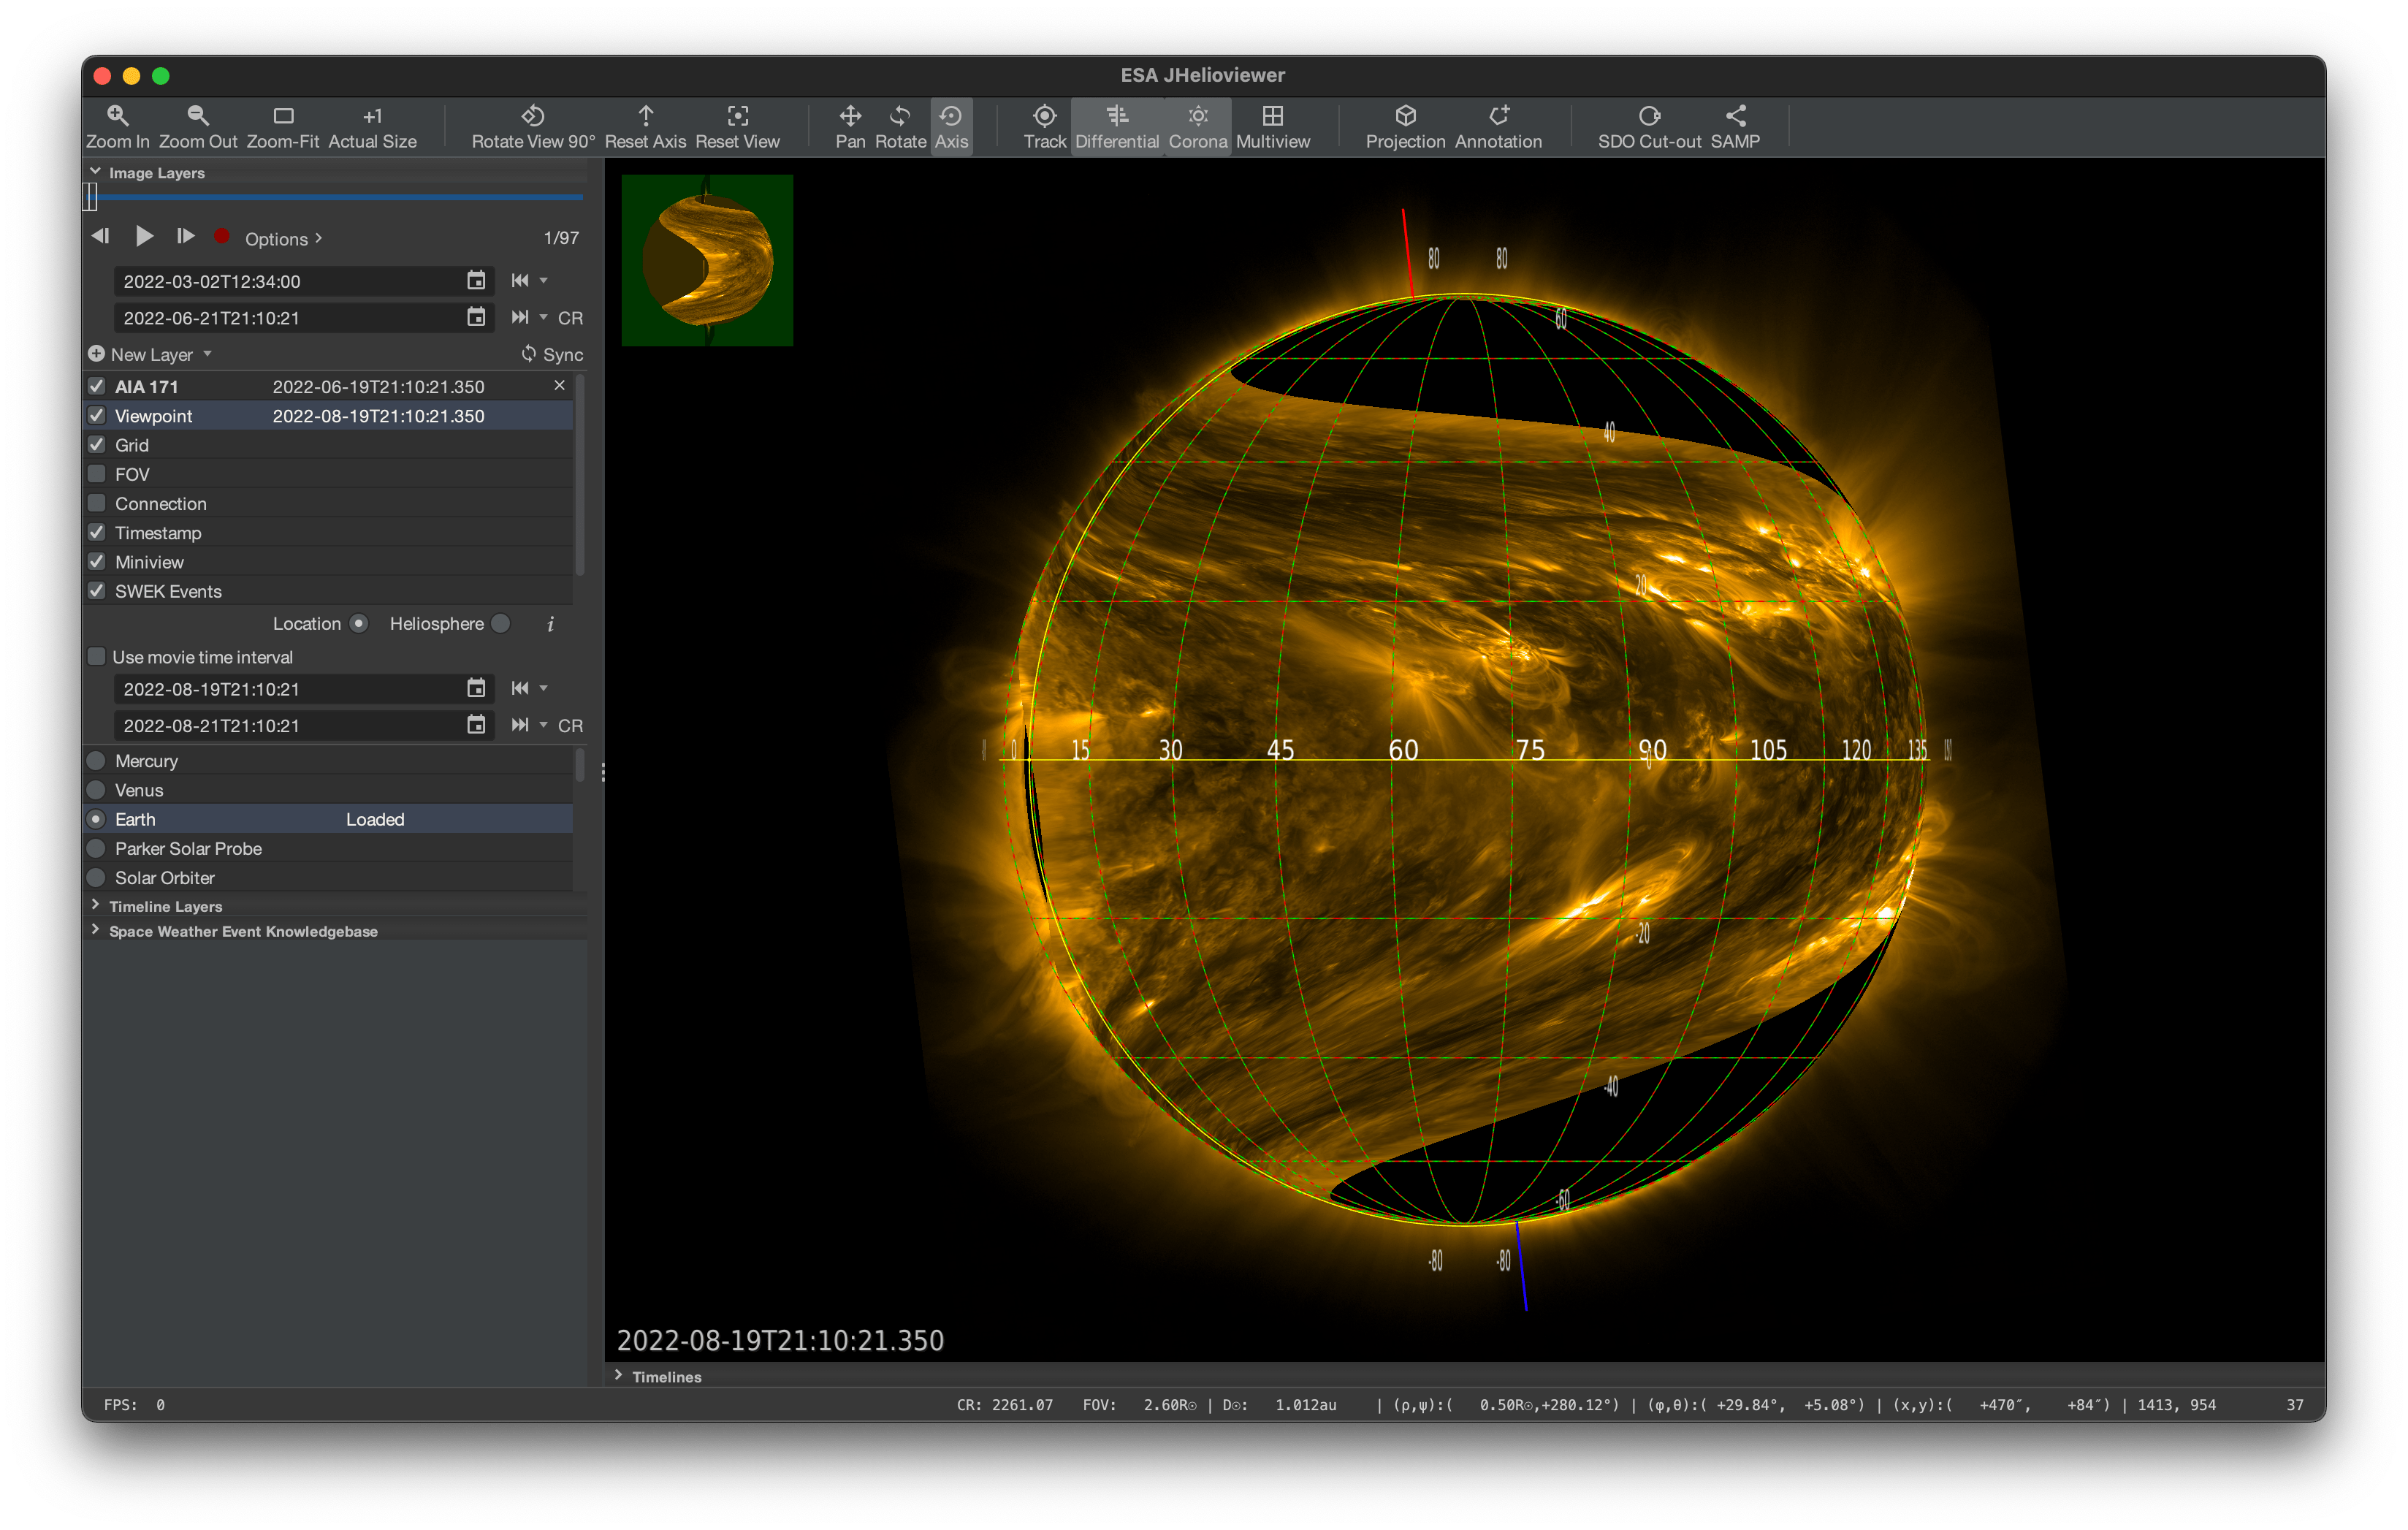 ESA JHelioviewer
Zoom In Zoom Out Zoom-Fit +1 Actual Size Rotate View 90° Reset Axis Reset View Pan Rotate Axis Track Differential Corona Multiview Projection Annotation SDO Cut-out SAMP
Image Layers
Options 1/97
2022-03-02T12:34:00
2022-06-21T21:10:21 CR
New Layer Sync
AIA 171 2022-06-19T21:10:21.350
Viewpoint 2022-08-19T21:10:21.350
Grid
FOV
Connection
Timestamp
Miniview
SWEK Events
Location Heliosphere i
Use movie time interval
2022-08-19T21:10:21
2022-08-21T21:10:21 CR
Mercury
Venus
Earth Loaded
Parker Solar Probe
Solar Orbiter
Timeline Layers
Space Weather Event Knowledgebase
80 80
60
40
20
0 15 30 45 60 75 90 105 120 135
0
-20
-40
-60
-80 -80
2022-08-19T21:10:21.350
Timelines
FPS: 0 CR: 2261.07 FOV: 2.60R☉ | D☉: 1.012au | (ρ,ψ):( 0.50R☉,+280.12°) | (φ,θ):( +29.84°, +5.08°) | (x,y):( +470″, +84″) | 1413, 954 37